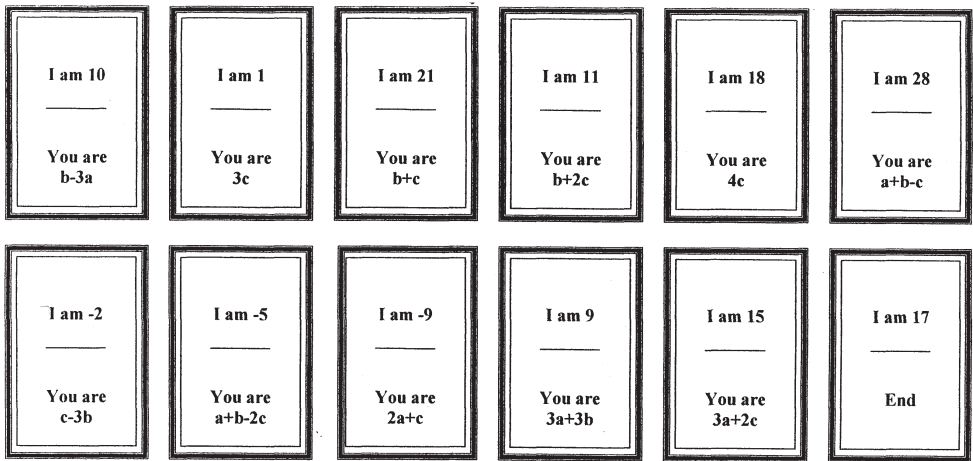 I am 10
You are
b-3a
I am 1
You are
3c
I am 21
You are
b+c
I am 11
You are
b+2c
I am 18
You are
4c
I am 28
You are
a+b-c
I am -2
You are
c-3b
I am -5
You are
a+b-2c
I am -9
You are
2a+c
I am 9
You are
3a+3b
I am 15
You are
3a+2c
I am 17
End